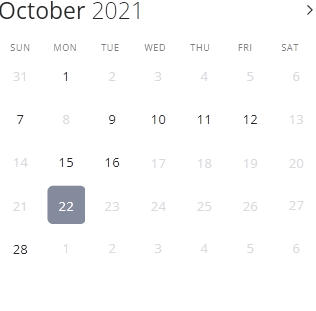 October 2021
SUN MON TUE WED THU FRI SAT
31 1 2 3 4 5 6
7 8 9 10 11 12 13
14 15 16 17 18 19 20
21 22 23 24 25 26 27
28 1 2 3 4 5 6